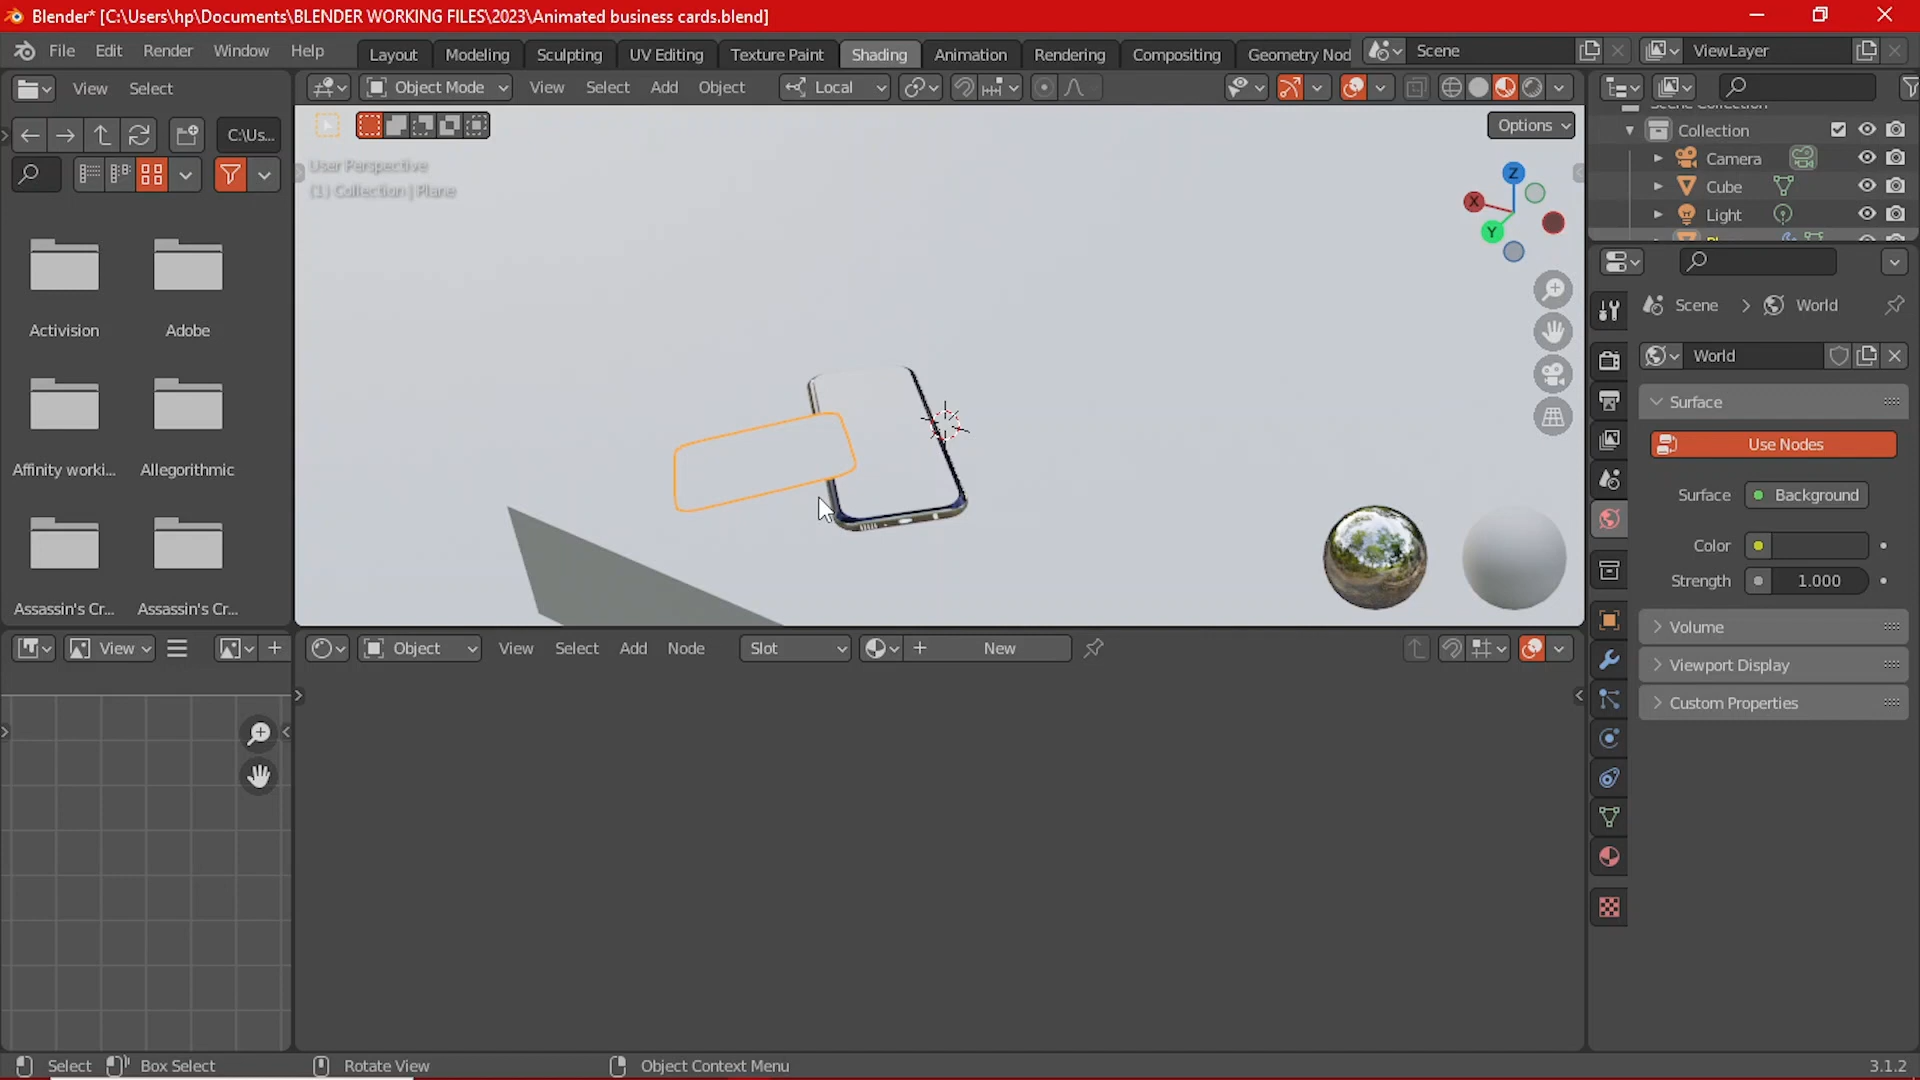 Blender* [C:\Users\hp\Documents\BLENDER WORKING FILES\2023\Animated business cards.blend]
File Edit Render Window Help Layout Modeling Sculpting UV Editing Texture Paint Shading Animation Rendering Compositing Geometry Nod Scene ViewLayer
View Select Object Mode View Select Add Object Local
C:\Us... Options
User Perspective
(1) Collection | Plane
Z
X
Y
Scene Collection
Collection
Camera
Cube
Light
Activision Adobe
Affinity worki... Allegorithmic
Assassin's Cr... Assassin's Cr...
Scene > World
World
Surface
Use Nodes
Surface Background
Color
Strength 1.000
Volume
Viewport Display
Custom Properties
View Object View Select Add Node Slot New
Select Box Select Rotate View Object Context Menu 3.1.2